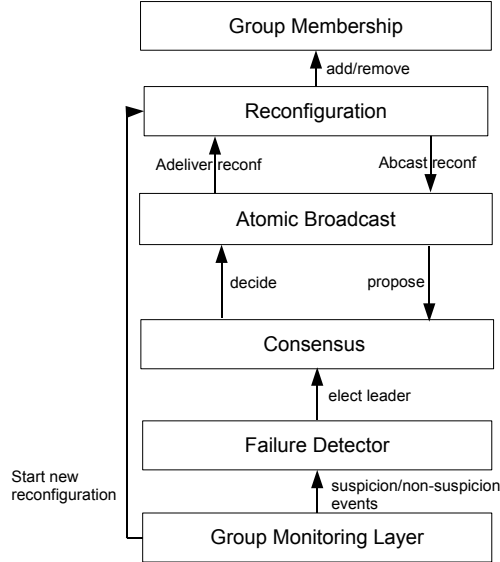 Group Membership
add/remove
Reconfiguration
Adeliver reconf
Abcast reconf
Atomic Broadcast
decide
propose
Consensus
elect leader
Failure Detector
Start new
reconfiguration
suspicion/non-suspicion
events
Group Monitoring Layer